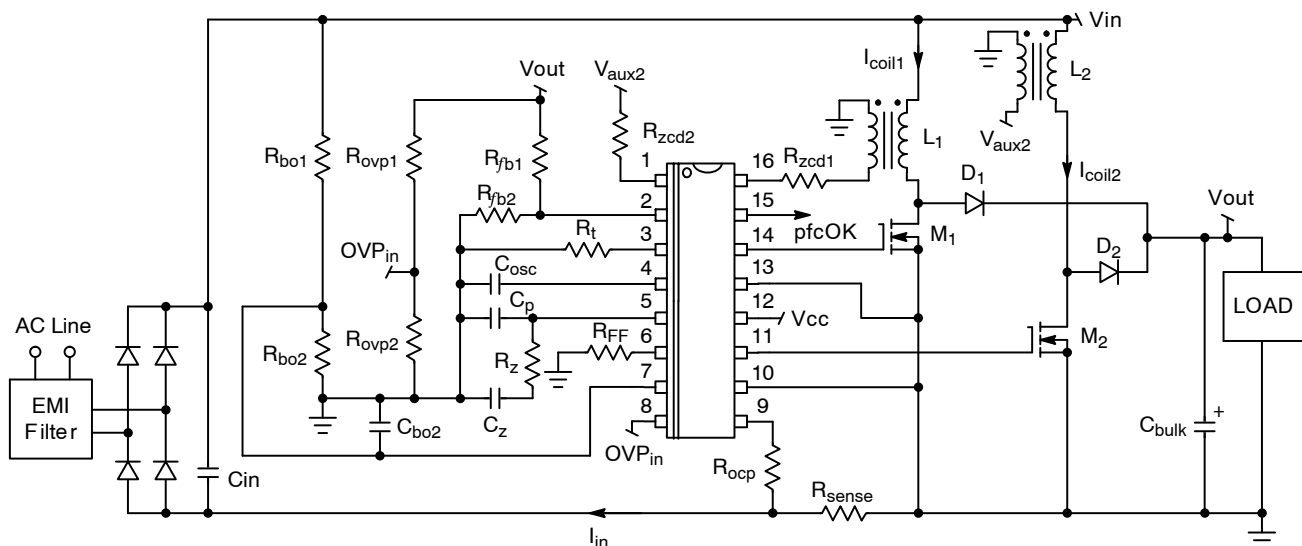 Vin
Icoil1
L2
Vout
Vaux2
Rbo1
Rovp1
Rfb1
Rzcd2
L1
Vaux2
Icoil2
1
16
Rzcd1
D1
Rfb2
2
15
pfcOK
Vout
Rt
3
14
M1
OVPin
D2
Cosc
4
13
LOAD
AC Line
Cp
5
12
Vcc
Rbo2
Rovp2
RFF
6
11
M2
Rz
7
10
EMI
Filter
Cbo2
Cz
8
9
OVPin
Cbulk
+
Cin
Rocp
Rsense
Iin